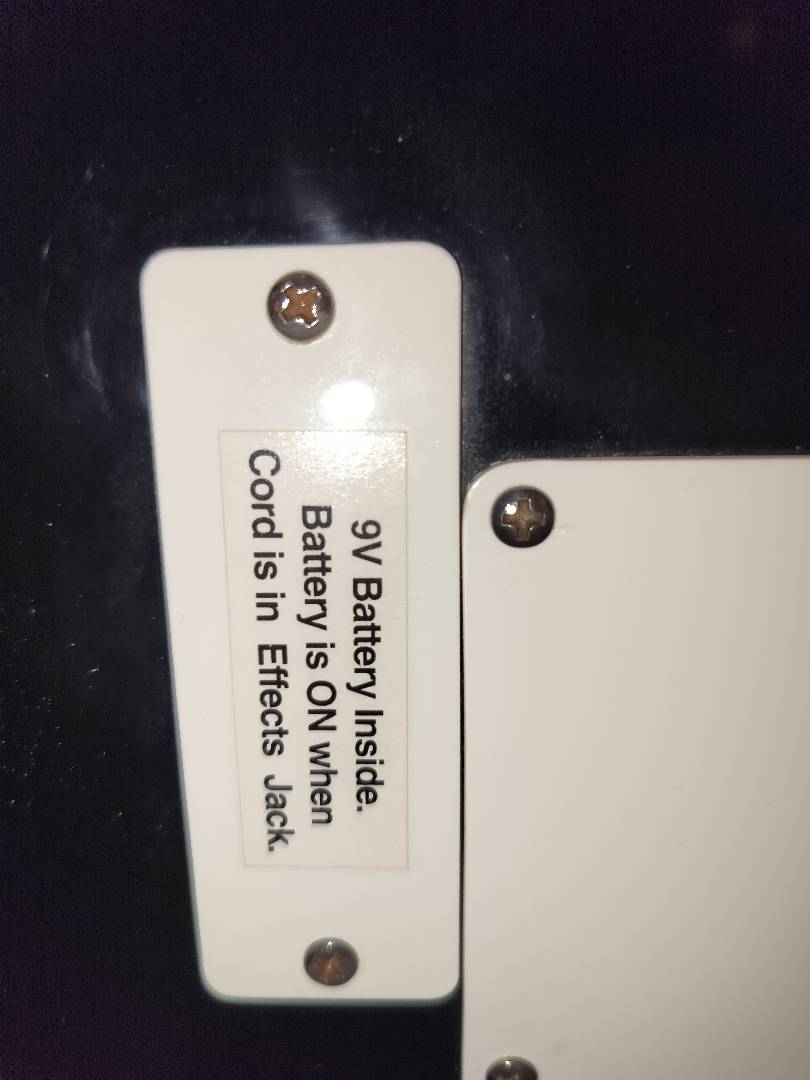 9V Battery Inside.
Battery is ON when
Cord is in Effects Jack.